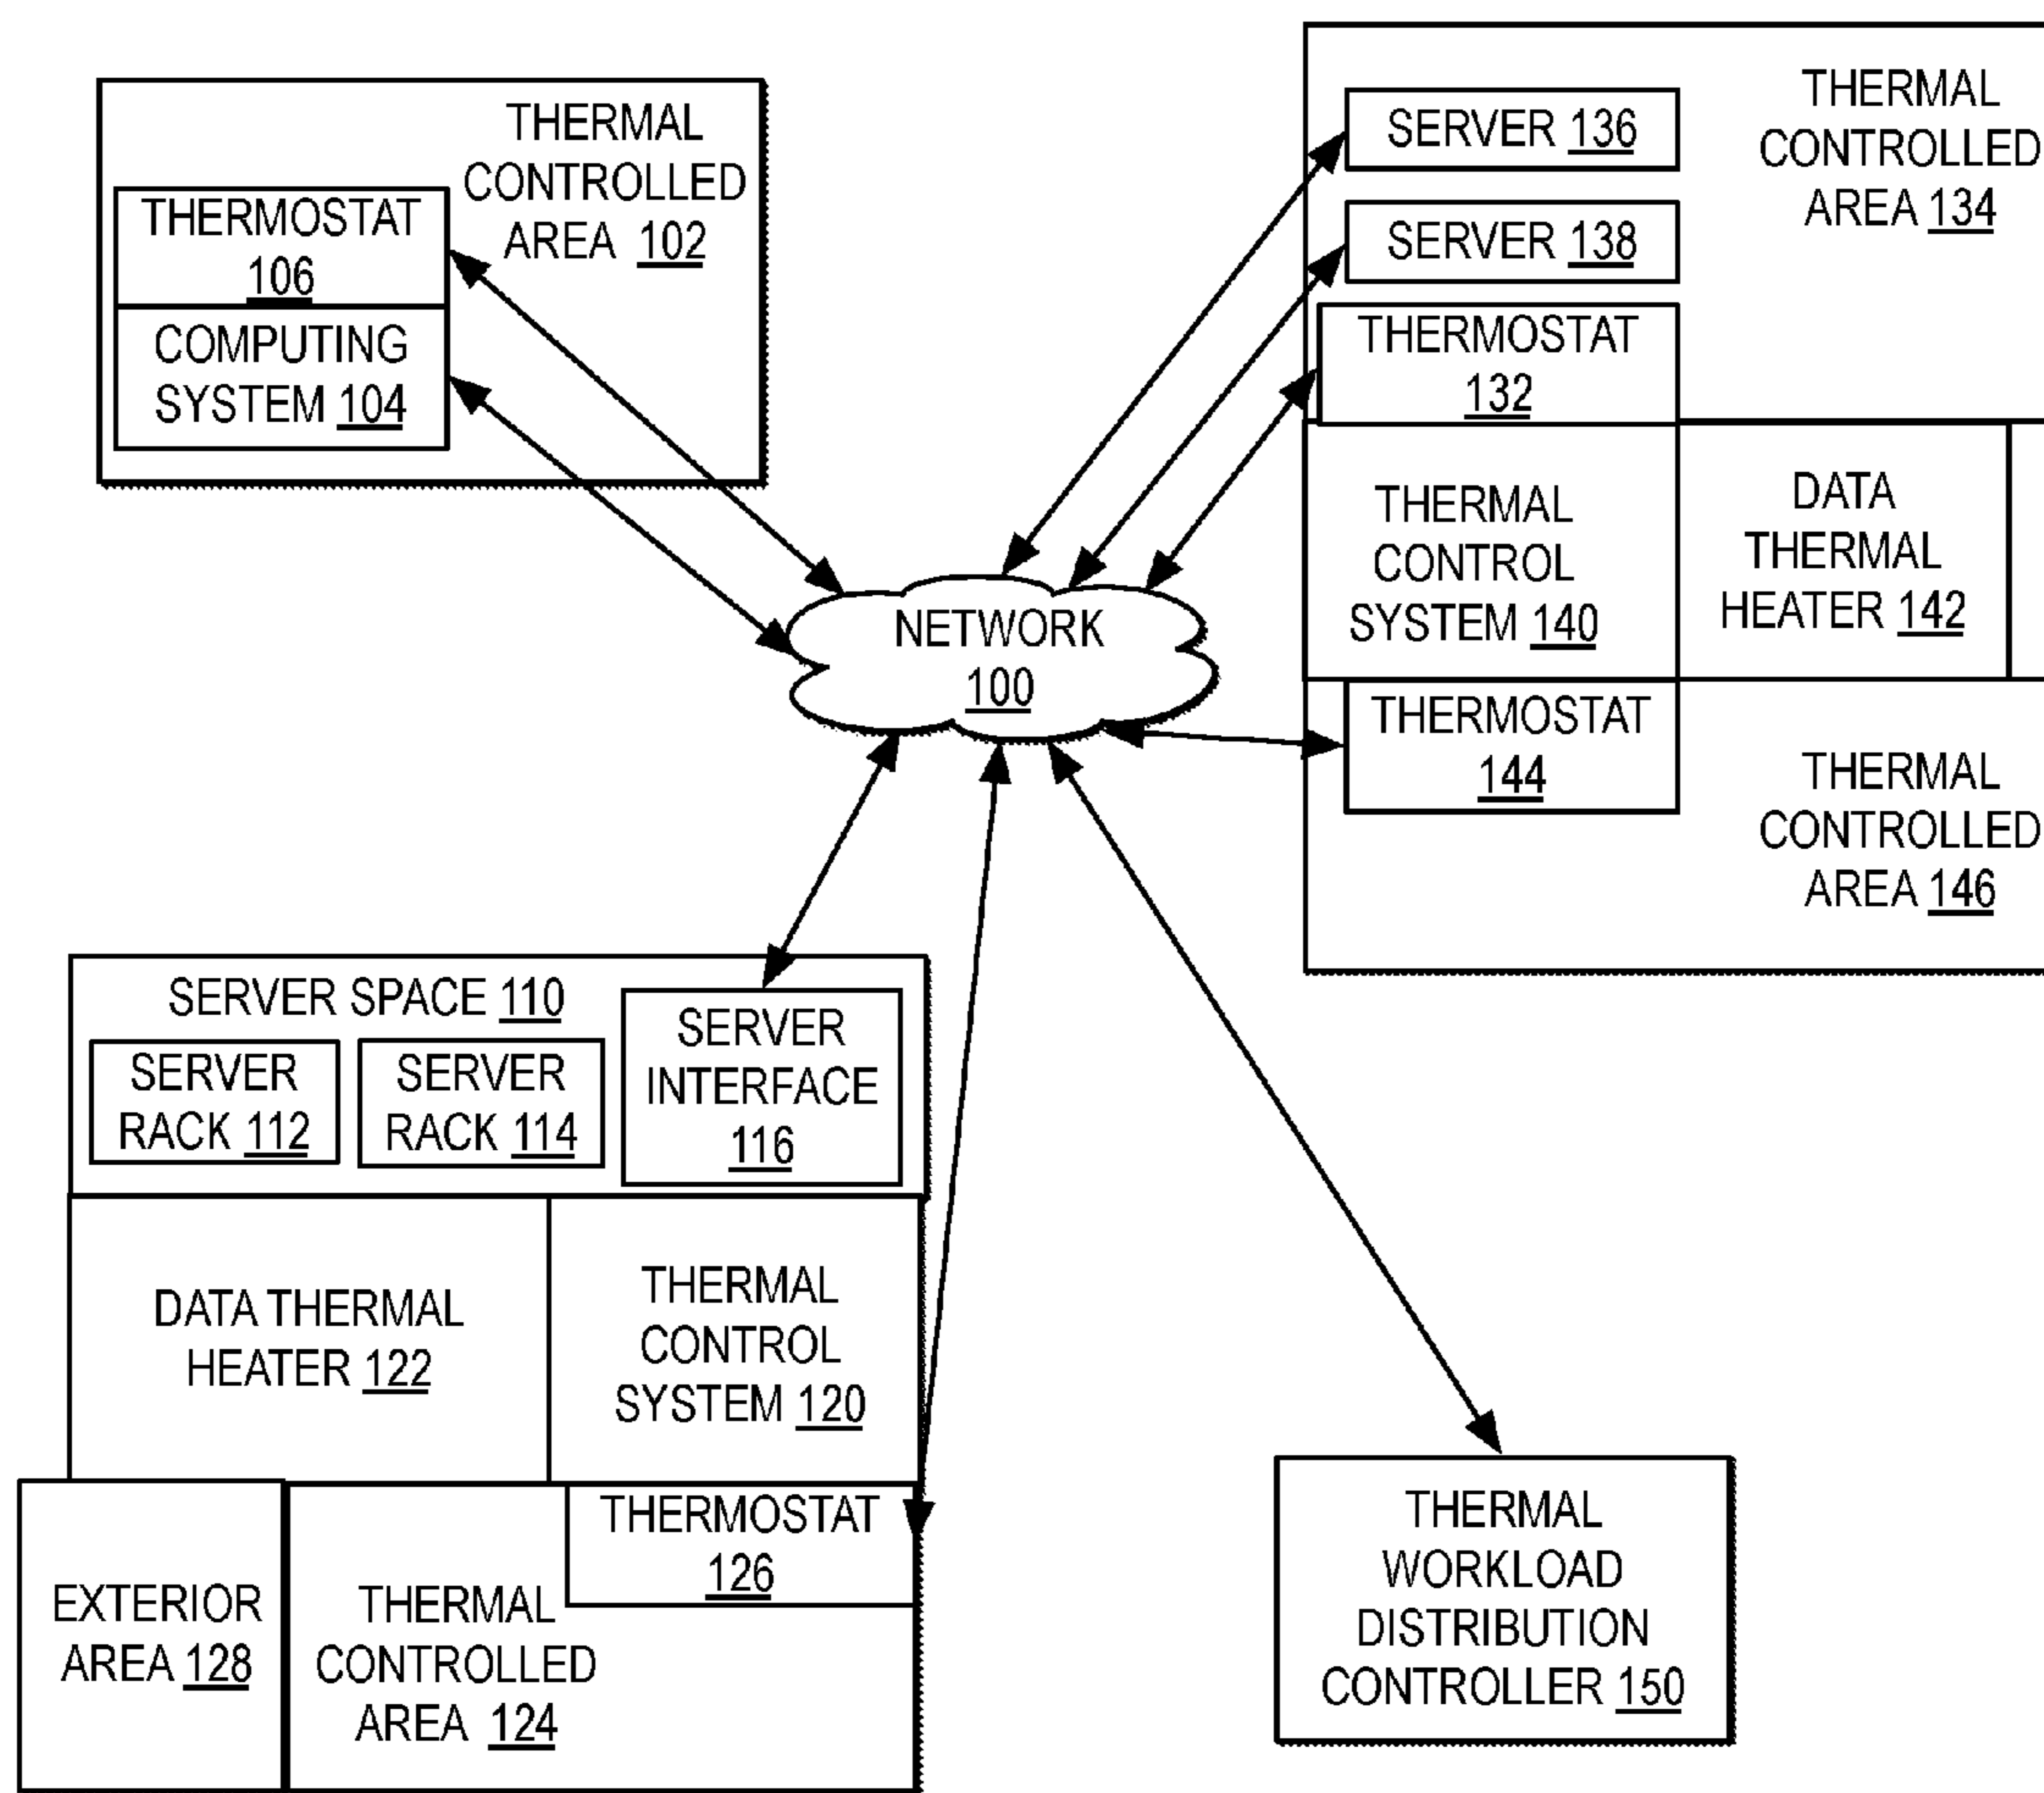 THERMAL
CONTROLLED
AREA 102
THERMOSTAT
106
COMPUTING
SYSTEM 104
THERMAL
CONTROLLED
AREA 134
SERVER 136
SERVER 138
THERMOSTAT
132
THERMAL
CONTROL
SYSTEM 140
DATA
THERMAL
HEATER 142
THERMOSTAT
144
THERMAL
CONTROLLED
AREA 146
NETWORK
100
SERVER SPACE 110
SERVER
RACK 112
SERVER
RACK 114
SERVER
INTERFACE
116
DATA THERMAL
HEATER 122
THERMAL
CONTROL
SYSTEM 120
THERMOSTAT
126
EXTERIOR
AREA 128
THERMAL
CONTROLLED
AREA 124
THERMAL
WORKLOAD
DISTRIBUTION
CONTROLLER 150